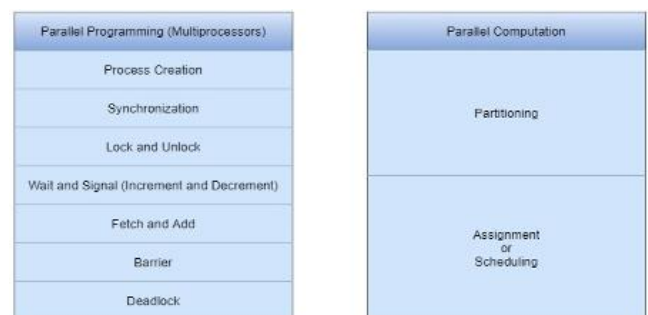 Parallel Programming (Multiprocessors)
Process Creation
Synchronization
Lock and Unlock
Wait and Signal (Increment and Decrement)
Fetch and Add
Barrier
Deadlock
Parallel Computation
Partitioning
Assignment
or
Scheduling